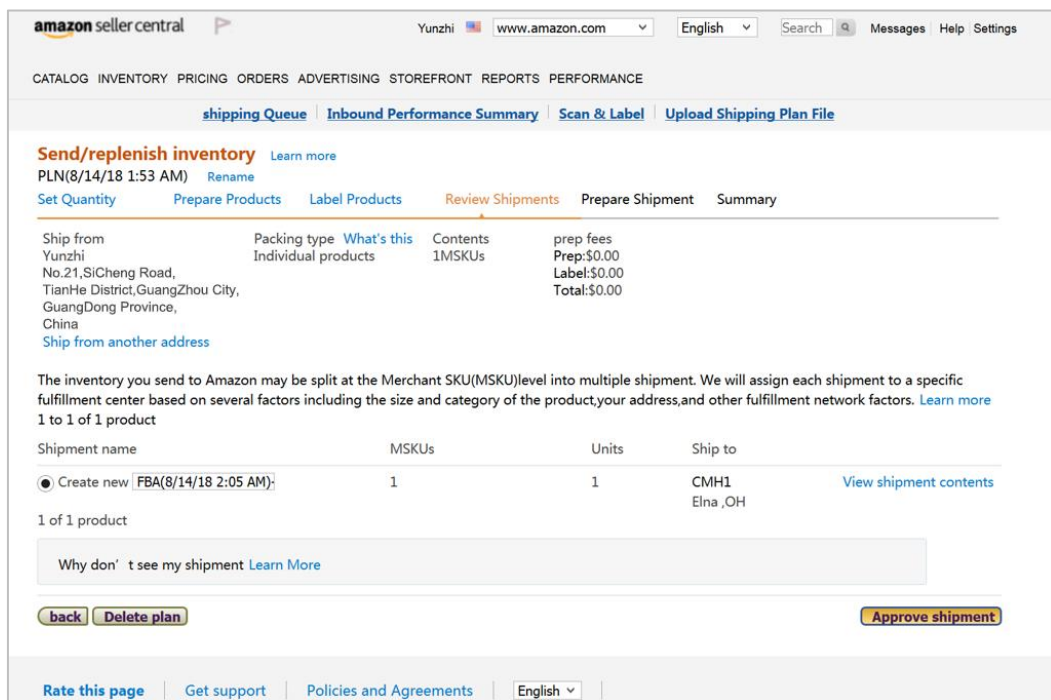 amazon seller central Yunzhi www.amazon.com English Search Messages Help Settings
CATALOG INVENTORY PRICING ORDERS ADVERTISING STOREFRONT REPORTS PERFORMANCE
shipping Queue Inbound Performance Summary Scan & Label Upload Shipping Plan File
Send/replenish inventory Learn more
PLN(8/14/18 1:53 AM) Rename
Set Quantity Prepare Products Label Products Review Shipments Prepare Shipment Summary
Ship from Packing type What's this Contents prep fees
Yunzhi Individual products 1MSKUs Prep:$0.00
No.21,SiCheng Road, Label:$0.00
TianHe District,GuangZhou City, Total:$0.00
GuangDong Province,
China
Ship from another address
The inventory you send to Amazon may be split at the Merchant SKU(MSKU)level into multiple shipment. We will assign each shipment to a specific
fulfillment center based on several factors including the size and category of the product,your address,and other fulfillment network factors. Learn more
1 to 1 of 1 product
Shipment name MSKUs Units Ship to
Create new FBA(8/14/18 2:05 AM)- 1 1 CMH1 View shipment contents
Elna ,OH
1 of 1 product
Why don’ t see my shipment Learn More
back Delete plan Approve shipment
Rate this page Get support Policies and Agreements English